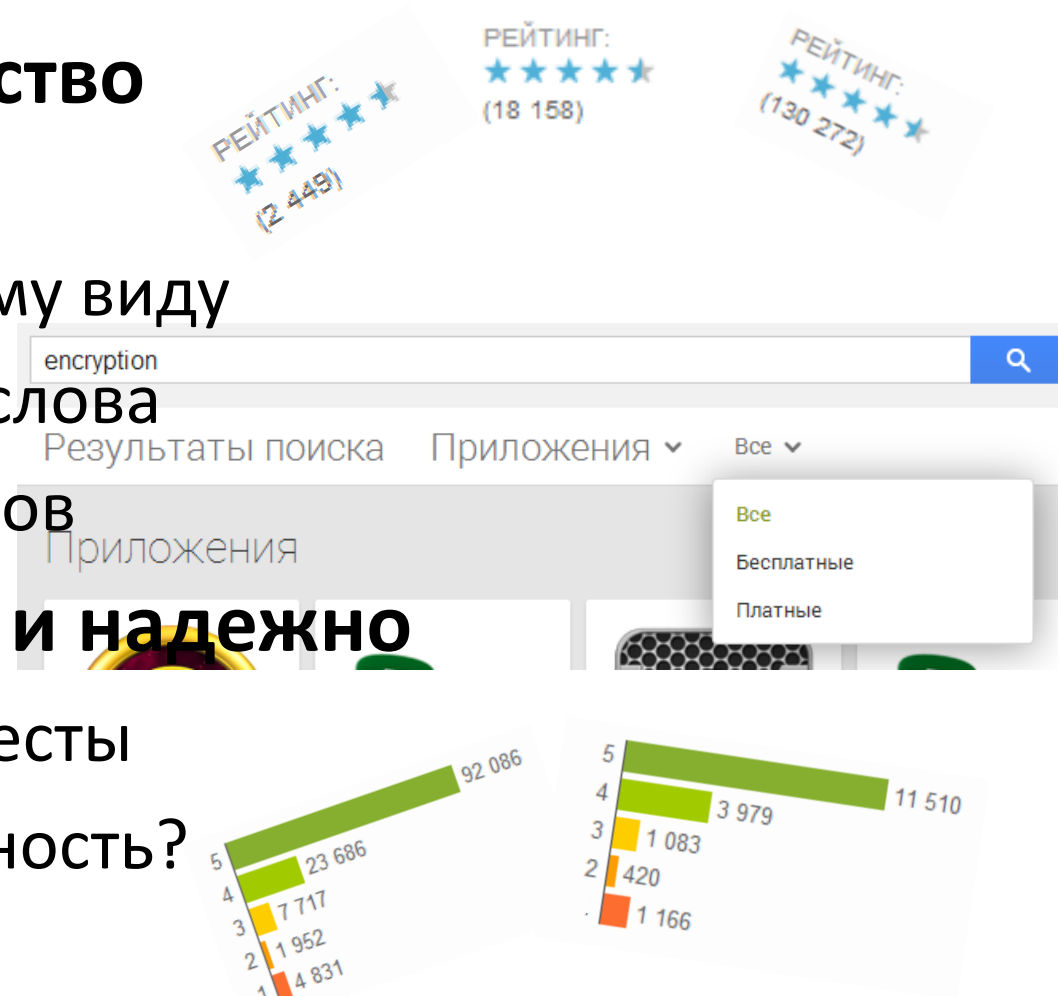 ство
РЕЙТИНГ:
(2 449)
РЕЙТИНГ:
(18 158)
РЕЙТИНГ:
(130 272)
му виду
encryption
слова
Результаты поиска Приложения Все
ов
Все
Приложения
Бесплатные
Платные
и надежно
есты
ность?
5 92 086
4 23 686
3 7 717
2 1 952
1 4 831
5 11 510
4 3 979
3 1 083
2 420
1 166